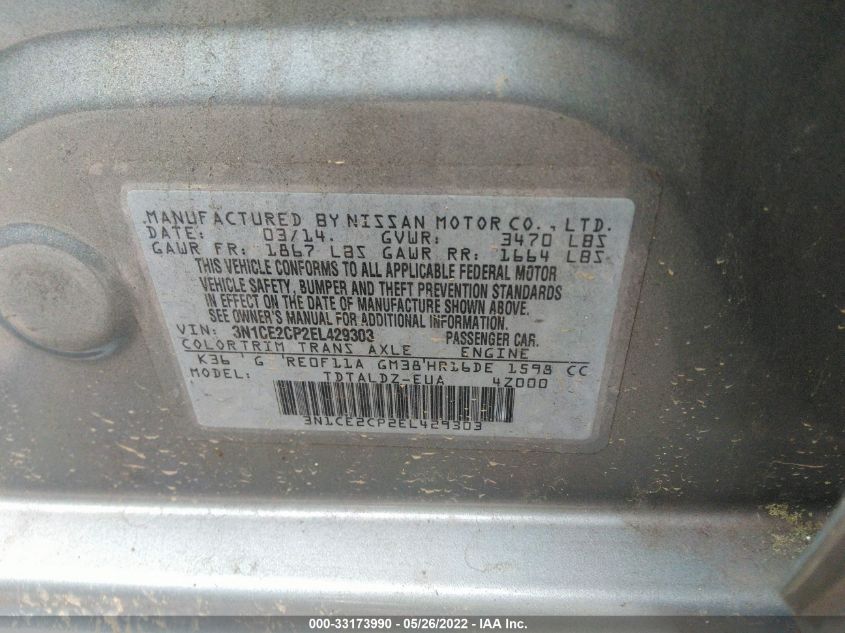 MANUFACTURED BY NISSAN MOTOR CO., LTD.
DATE: 03/14. GVWR: 3470 LBS
GAWR FR: 1867 LBS GAWR RR: 1664 LBS
THIS VEHICLE CONFORMS TO ALL APPLICABLE FEDERAL MOTOR
VEHICLE SAFETY, BUMPER AND THEFT PREVENTION STANDARDS
IN EFFECT ON THE DATE OF MANUFACTURE SHOWN ABOVE.
SEE OWNER'S MANUAL FOR ADDITIONAL INFORMATION.
VIN: 3N1CE2CP2EL429303 PASSENGER CAR.
COLORTRIM TRANS AXLE ENGINE
K36 ' G 'RE0F11A GM38'HR16DE 1598 CC
MODEL: TDTALDZ-EUA 4Z000
3N1CE2CP2EL429303
000-33173990 - 05/26/2022 - IAA Inc.